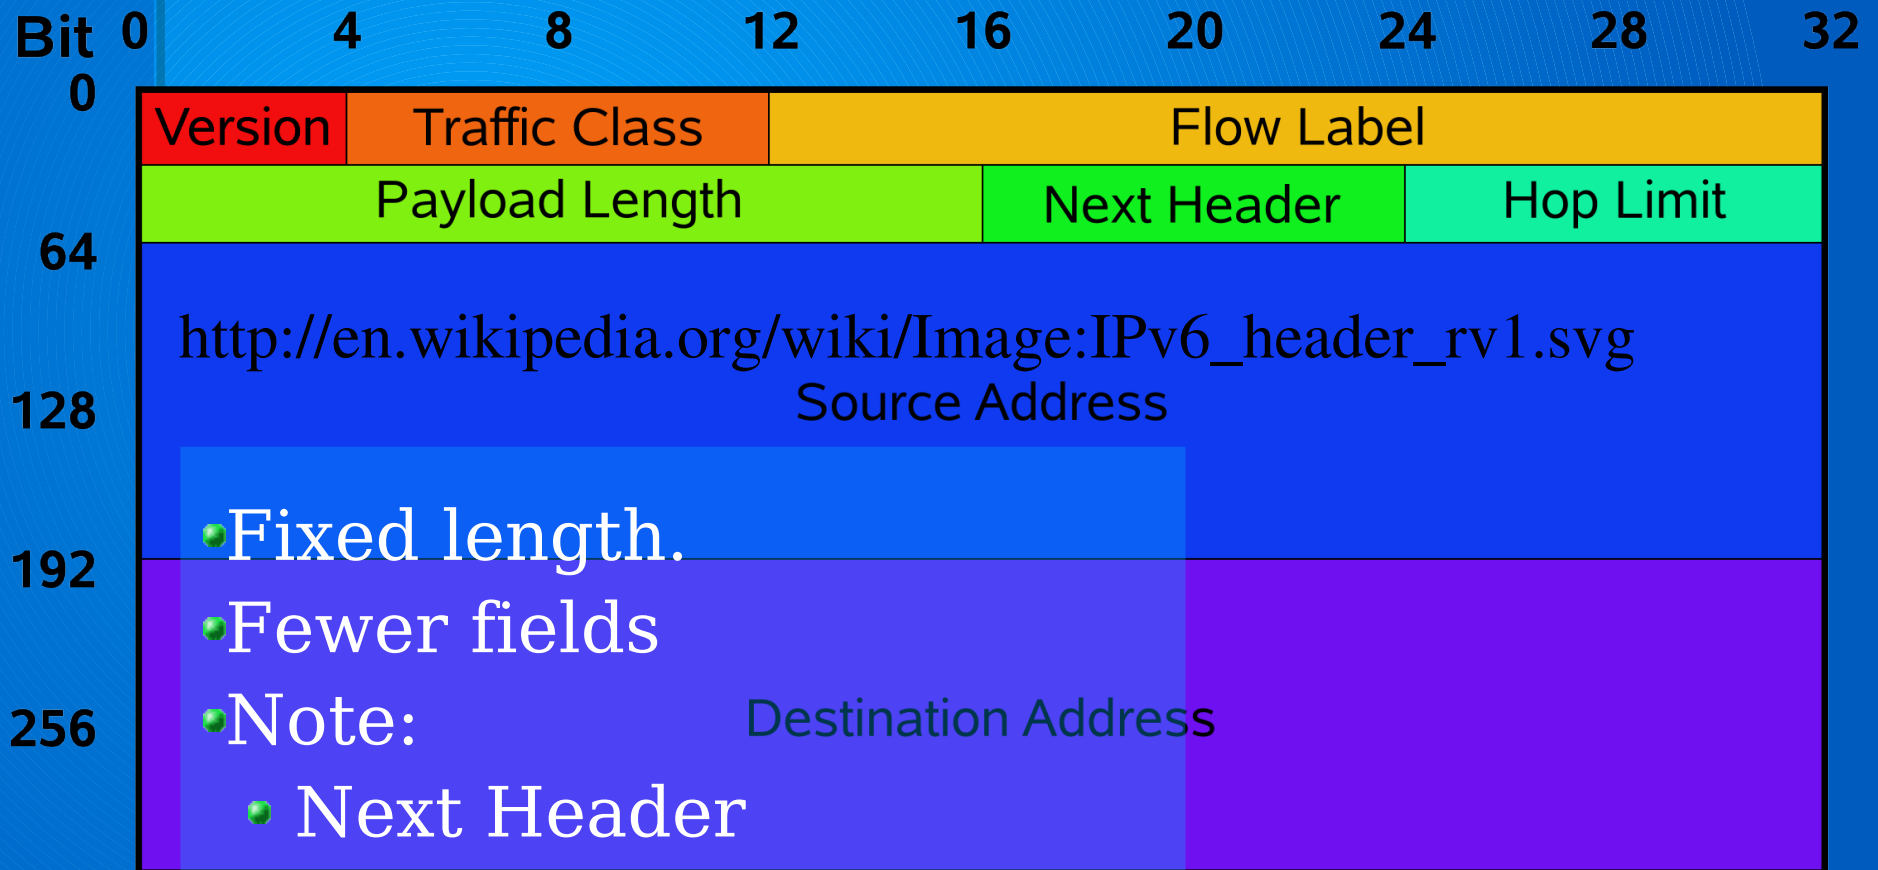 Bit 0 4 8 12 16 20 24 28 32
0
Version Traffic Class Flow Label
Payload Length Next Header Hop Limit
64
http://en.wikipedia.org/wiki/Image:IPv6_header_rv1.svg
128 Source Address
Fixed length.
192
Fewer fields
256 Note: Destination Address
Next Header